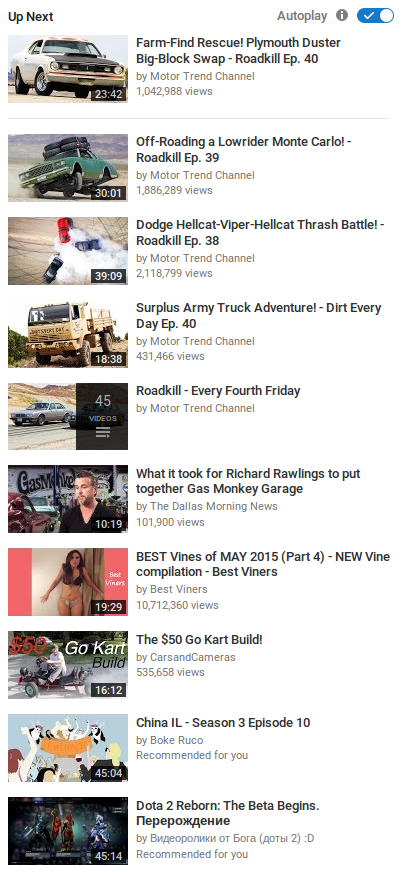 Up Next
Autoplay
Farm-Find Rescue! Plymouth Duster
Big-Block Swap - Roadkill Ep. 40
by Motor Trend Channel
1,042,988 views
23:42
Off-Roading a Lowrider Monte Carlo! -
Roadkill Ep. 39
by Motor Trend Channel
1,886,289 views
30:01
Dodge Hellcat-Viper-Hellcat Thrash Battle! -
Roadkill Ep. 38
by Motor Trend Channel
2,118,799 views
39:09
Surplus Army Truck Adventure! - Dirt Every
Day Ep. 40
by Motor Trend Channel
431,466 views
18:38
Roadkill - Every Fourth Friday
by Motor Trend Channel
45
VIDEOS
What it took for Richard Rawlings to put
together Gas Monkey Garage
by The Dallas Morning News
101,900 views
GasMonkey
10:19
BEST Vines of MAY 2015 (Part 4) - NEW Vine
compilation - Best Viners
by Best Viners
10,712,360 views
Best
Viners
19:29
The $50 Go Kart Build!
by CarsandCameras
535,658 views
$50 Go Kart
Build
16:12
China IL - Season 3 Episode 10
by Boke Ruco
Recommended for you
45:04
Dota 2 Reborn: The Beta Begins.
Перерождение
by Видеоролики от Бога (доты 2) :D
Recommended for you
45:14